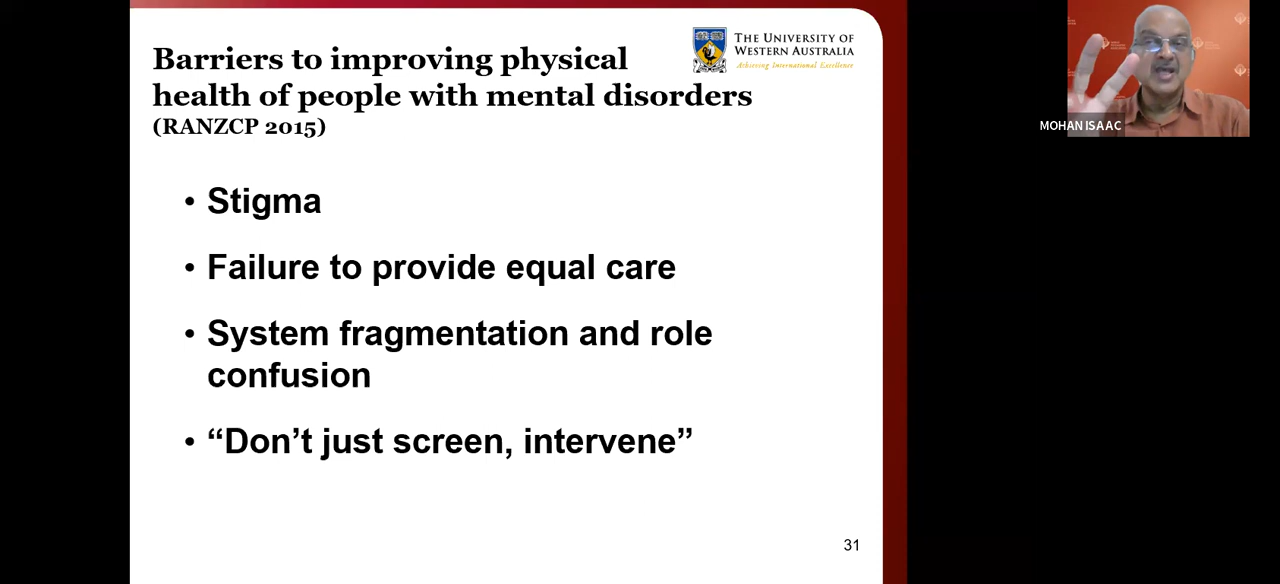 Barriers to improving physical
health of people with mental disorders
(RANZCP 2015)
THE UNIVERSITY OF
WESTERN AUSTRALIA
Achieving International Excellence
MOHAN ISAAC
• Stigma
• Failure to provide equal care
• System fragmentation and role
confusion
• “Don’t just screen, intervene”
31